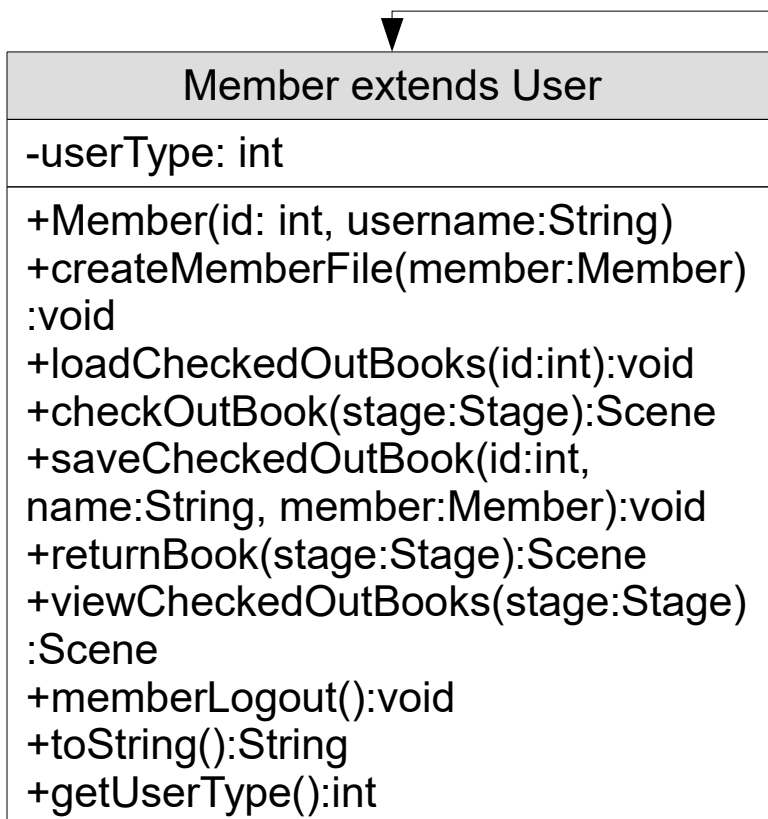 Member extends User
-userType: int
+Member(id: int, username:String)
+createMemberFile(member:Member)
:void
+loadCheckedOutBooks(id:int):void
+checkOutBook(stage:Stage):Scene
+saveCheckedOutBook(id:int,
name:String, member:Member):void
+returnBook(stage:Stage):Scene
+viewCheckedOutBooks(stage:Stage)
:Scene
+memberLogout():void
+toString():String
+getUserType():int